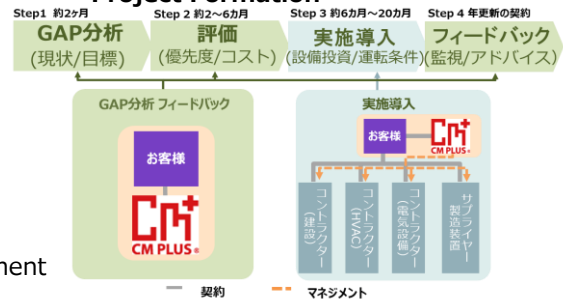 Project Formation
Step1 約2ヶ月
Step 2 約2～6カ月
Step 3 約6カ月～20カ月
Step 4 年更新の契約
GAP分析
(現状/目標)
評価
(優先度/コスト)
実施導入
(設備投資/運転条件)
フィードバック
(監視/アドバイス)
GAP分析 フィードバック
お客様
CM+
CM PLUS®
実施導入
お客様
CM+
CM PLUS®
コントラクター
(建設)
コントラクター
(HVAC)
コントラクター
(電気設備)
サプライヤー
製造装置
ment
契約
マネジメント